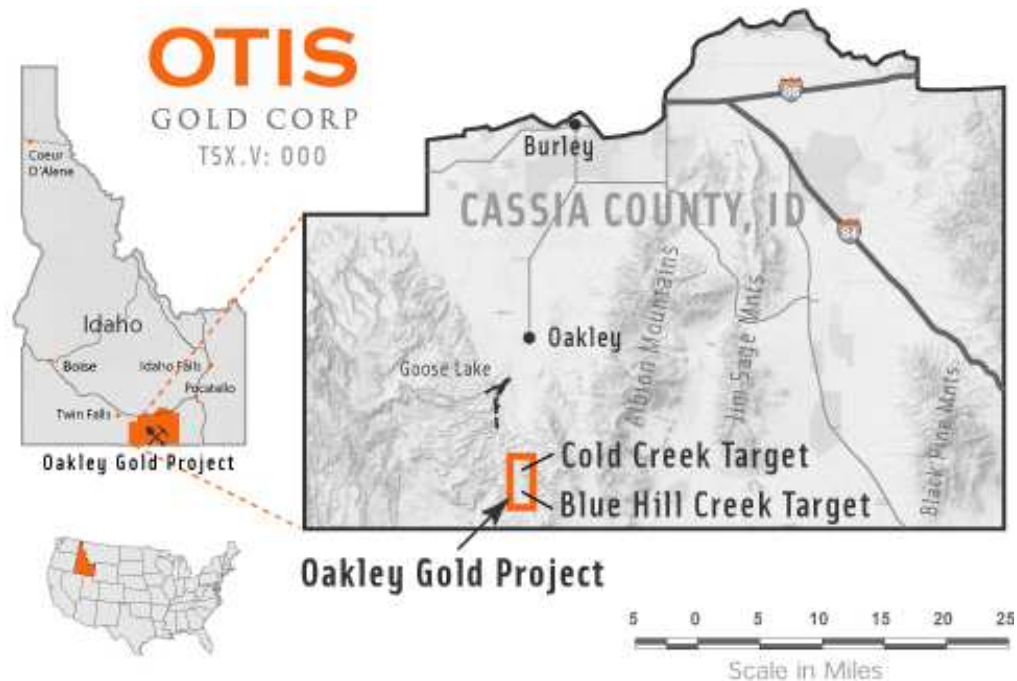 OTIS
GOLD CORP
TSX.V: OOO
Coeur
D'Alene
Idaho
Boise
Idaho Falls
Pocatello
Twin Falls
Oakley Gold Project
86
Burley
CASSIA COUNTY, ID
84
Albion Mountains
Jim Sage Mnts
Black Pine Mnts
Oakley
Goose Lake
Cold Creek Target
Blue Hill Creek Target
Oakley Gold Project
5 0 5 10 15 20 25
Scale in Miles